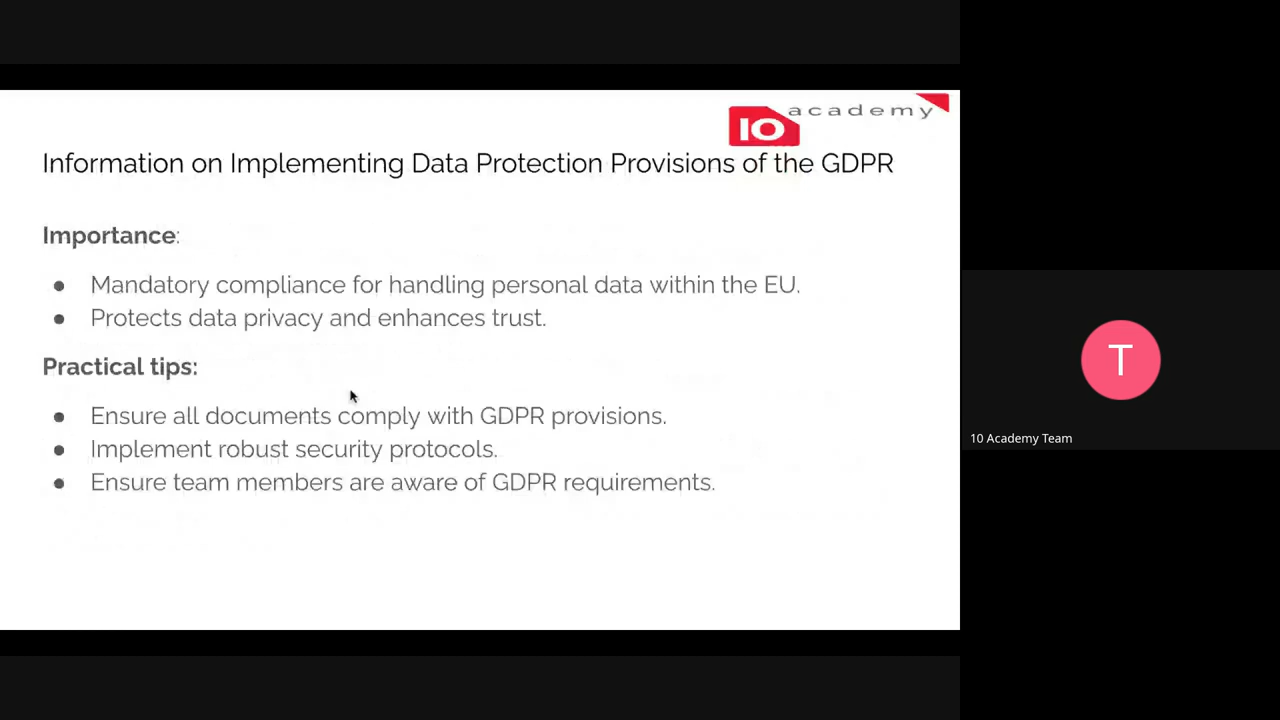 10 academy
Information on Implementing Data Protection Provisions of the GDPR
Importance:
● Mandatory compliance for handling personal data within the EU.
● Protects data privacy and enhances trust.
Practical tips:
● Ensure all documents comply with GDPR provisions.
● Implement robust security protocols.
● Ensure team members are aware of GDPR requirements.
T
10 Academy Team